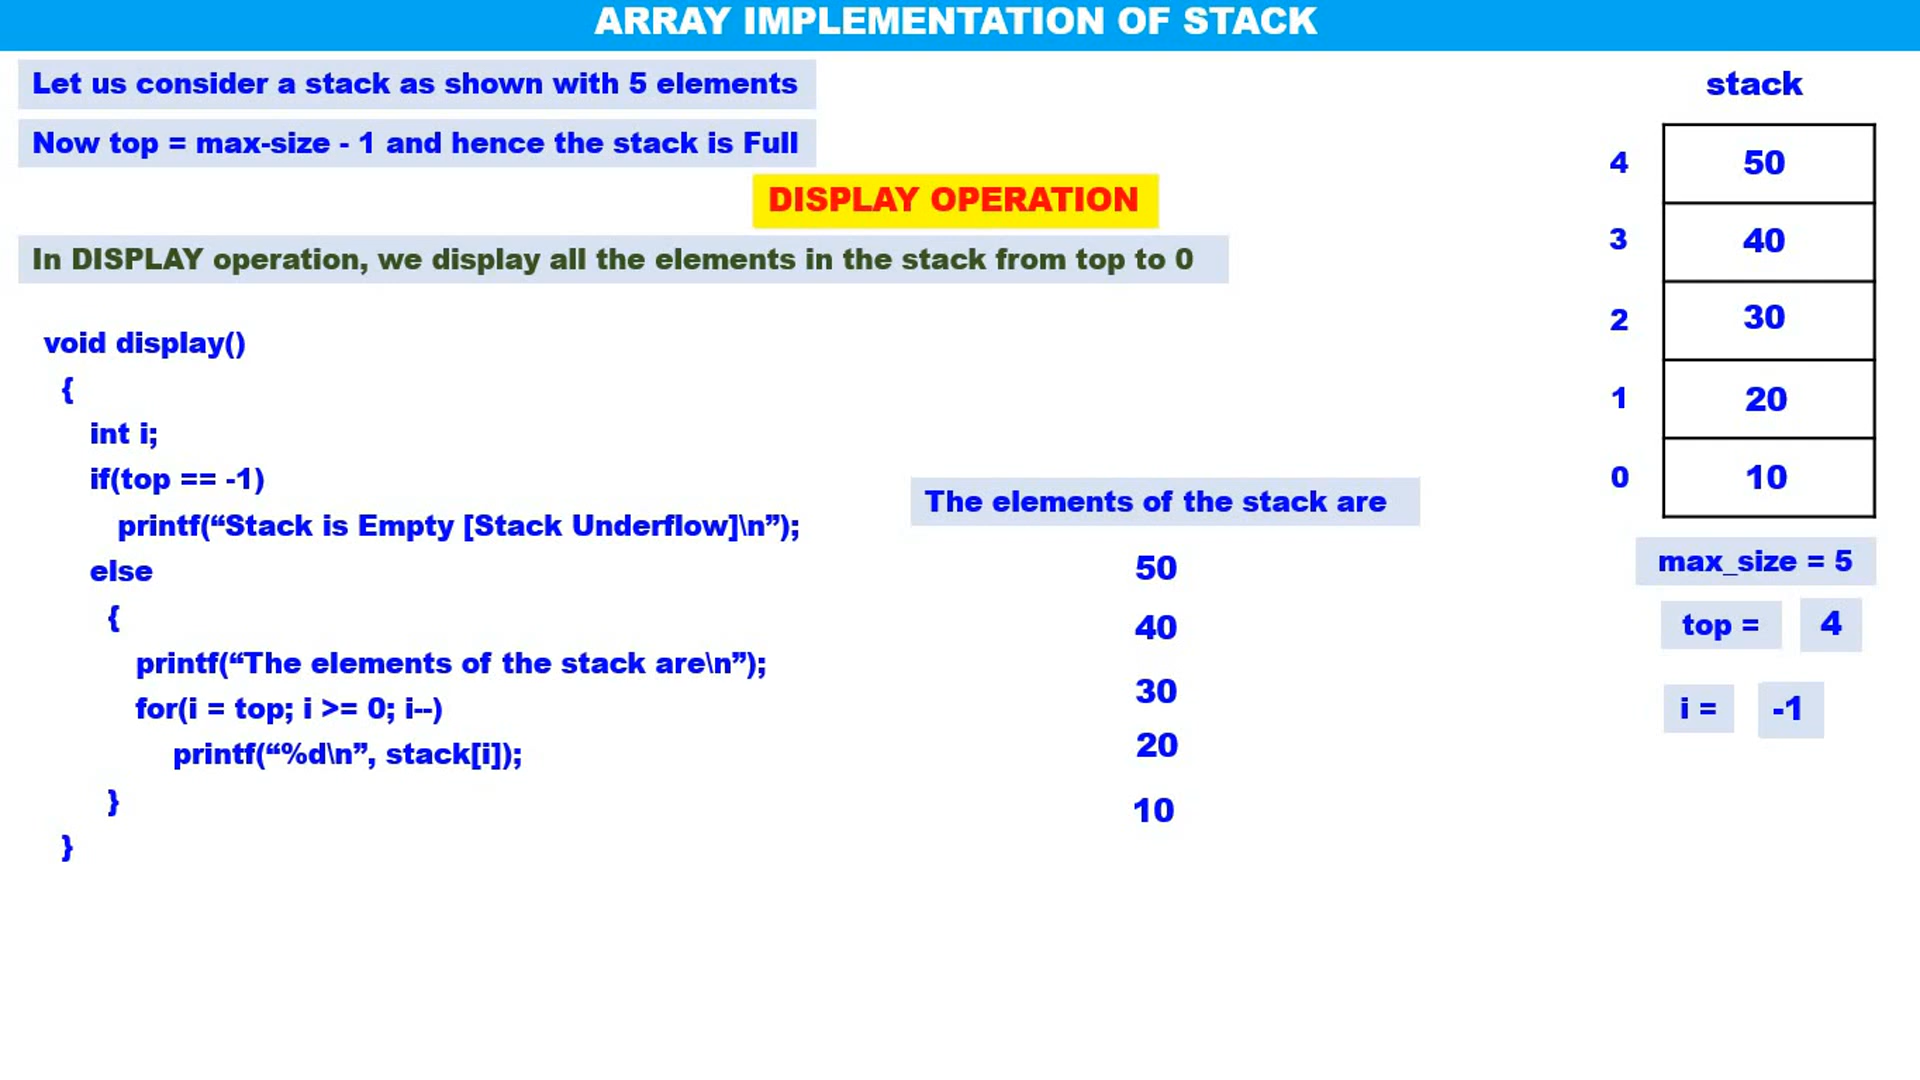 ARRAY IMPLEMENTATION OF STACK
Let us consider a stack as shown with 5 elements
Now top = max-size - 1 and hence the stack is Full
DISPLAY OPERATION
In DISPLAY operation, we display all the elements in the stack from top to 0
void display()
{
int i;
if(top == -1)
printf(“Stack is Empty [Stack Underflow]\n”);
else
{
printf(“The elements of the stack are\n”);
for(i = top; i >= 0; i--)
printf(“%d\n”, stack[i]);
}
}
The elements of the stack are
50
40
30
20
10
stack
4 50
3 40
2 30
1 20
0 10
max_size = 5
top = 4
i = -1